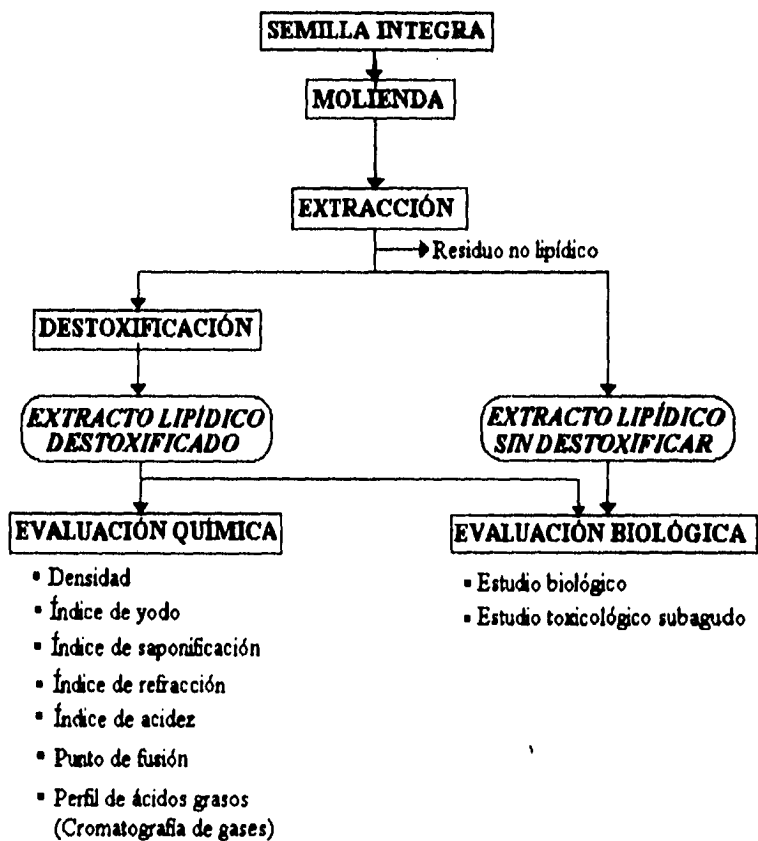 SEMILLA INTEGRA
MOLIENDA
EXTRACCIÓN
Residuo no lipídico
DESTOXIFICACIÓN
EXTRACTO LIPÍDICO
DESTOXIFICADO
EXTRACTO LIPÍDICO
SIN DESTOXIFICAR
EVALUACIÓN QUÍMICA
▪ Densidad
▪ Índice de yodo
▪ Índice de saponificación
▪ Índice de refracción
▪ Índice de acidez
▪ Punto de fusión
▪ Perfil de ácidos grasos
(Cromatografía de gases)
EVALUACIÓN BIOLÓGICA
▪ Estudio biológico
▪ Estudio toxicológico subagudo